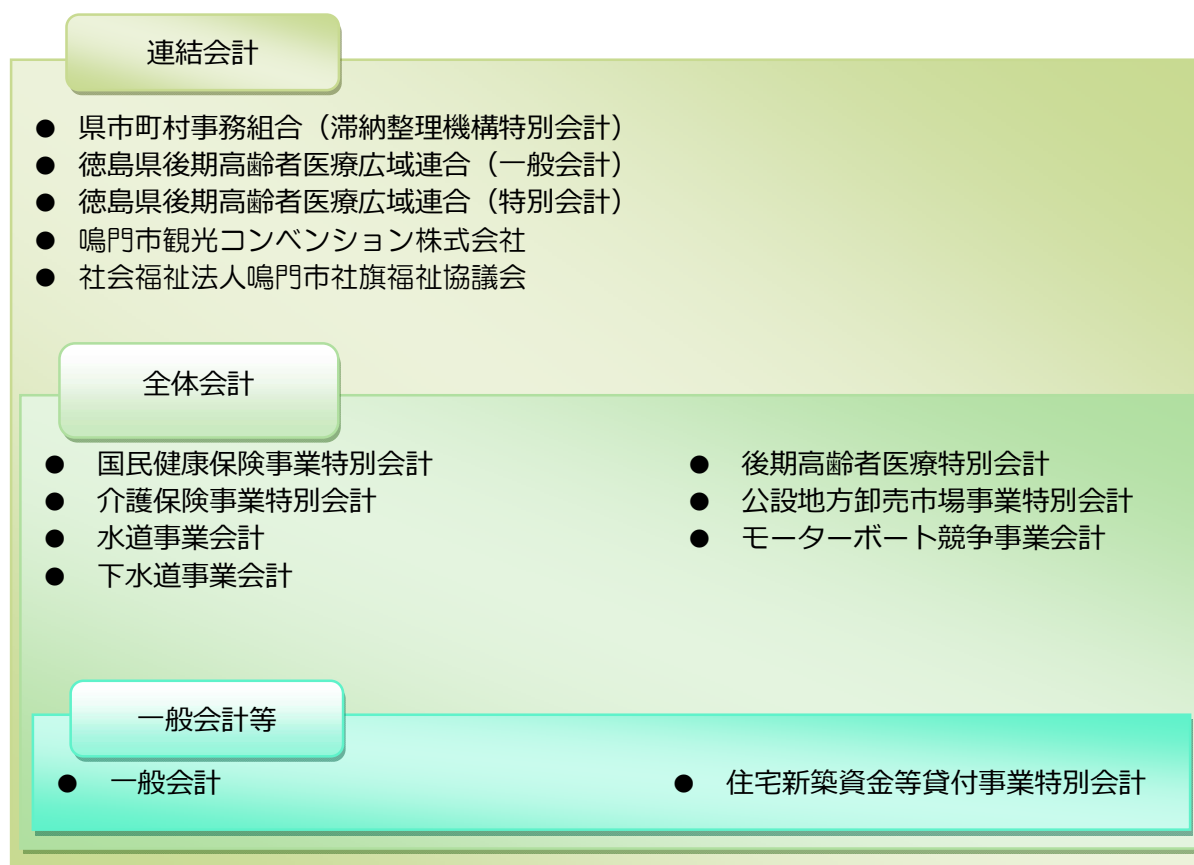 連結会計
● 県市町村事務組合（滞納整理機構特別会計）
● 徳島県後期高齢者医療広域連合（一般会計）
● 徳島県後期高齢者医療広域連合（特別会計）
● 鳴門市観光コンベンション株式会社
● 社会福祉法人鳴門市社旗福祉協議会
全体会計
● 国民健康保険事業特別会計
● 介護保険事業特別会計
● 水道事業会計
● 下水道事業会計
● 後期高齢者医療特別会計
● 公設地方卸売市場事業特別会計
● モーターボート競争事業会計
一般会計等
● 一般会計
● 住宅新築資金等貸付事業特別会計